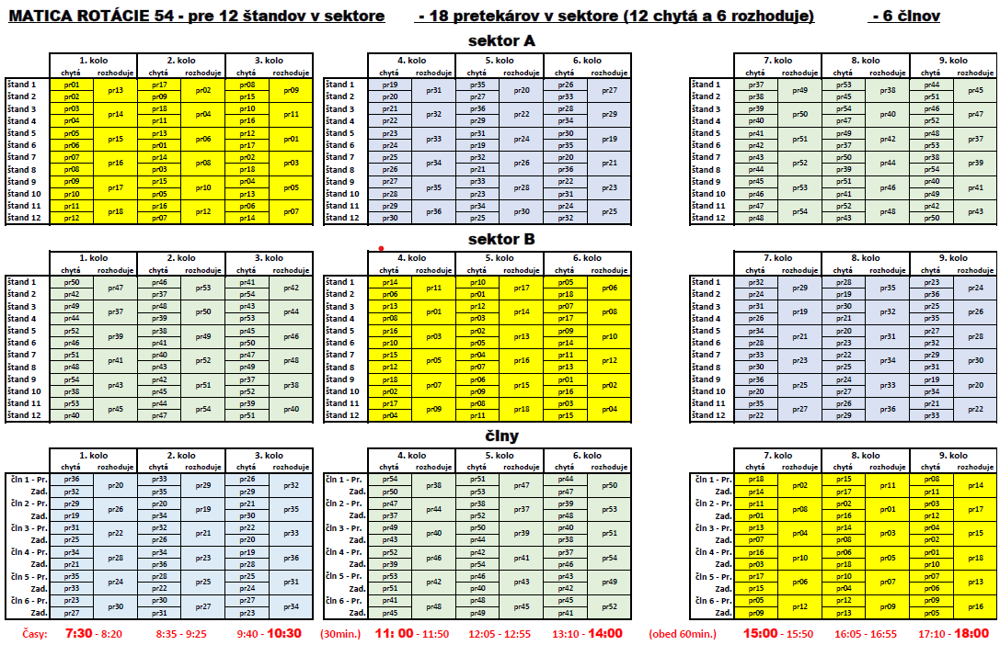 MATICA ROTÁCIE 54 - pre 12 štandov v sektore - 18 pretekárov v sektore (12 chytá a 6 rozhoduje) - 6 člnov
sektor A
1. kolo 2. kolo 3. kolo 4. kolo 5. kolo 6. kolo 7. kolo 8. kolo 9. kolo
chytá rozhoduje chytá rozhoduje chytá rozhoduje chytá rozhoduje chytá rozhoduje chytá rozhoduje chytá rozhoduje chytá rozhoduje chytá rozhoduje
štand 1 pr01 pr13 pr17 pr02 pr08 pr09 štand 1 pr19 pr31 pr35 pr20 pr26 pr27 štand 1 pr37 pr49 pr53 pr38 pr44 pr45
štand 2 pr02 pr09 pr15 štand 2 pr20 pr27 pr33 štand 2 pr38 pr45 pr51
štand 3 pr03 pr14 pr18 pr04 pr10 pr11 štand 3 pr21 pr32 pr36 pr22 pr28 pr29 štand 3 pr39 pr50 pr54 pr40 pr46 pr47
štand 4 pr04 pr11 pr16 štand 4 pr22 pr29 pr34 štand 4 pr40 pr47 pr52
štand 5 pr05 pr15 pr13 pr06 pr12 pr01 štand 5 pr23 pr33 pr31 pr24 pr30 pr19 štand 5 pr41 pr51 pr49 pr42 pr48 pr37
štand 6 pr06 pr01 pr17 štand 6 pr24 pr19 pr35 štand 6 pr42 pr37 pr53
štand 7 pr07 pr16 pr14 pr08 pr02 pr03 štand 7 pr25 pr34 pr32 pr26 pr20 pr21 štand 7 pr43 pr52 pr50 pr44 pr38 pr39
štand 8 pr08 pr03 pr18 štand 8 pr26 pr21 pr36 štand 8 pr44 pr39 pr54
štand 9 pr09 pr17 pr15 pr10 pr04 pr05 štand 9 pr27 pr35 pr33 pr28 pr22 pr23 štand 9 pr45 pr53 pr51 pr46 pr40 pr41
štand 10 pr10 pr05 pr13 štand 10 pr28 pr23 pr31 štand 10 pr46 pr41 pr49
štand 11 pr11 pr18 pr16 pr12 pr06 pr07 štand 11 pr29 pr36 pr34 pr30 pr24 pr25 štand 11 pr47 pr54 pr52 pr48 pr42 pr43
štand 12 pr12 pr07 pr14 štand 12 pr30 pr25 pr32 štand 12 pr48 pr43 pr50
sektor B
1. kolo 2. kolo 3. kolo 4. kolo 5. kolo 6. kolo 7. kolo 8. kolo 9. kolo
chytá rozhoduje chytá rozhoduje chytá rozhoduje chytá rozhoduje chytá rozhoduje chytá rozhoduje chytá rozhoduje chytá rozhoduje chytá rozhoduje
štand 1 pr50 pr47 pr46 pr53 pr41 pr42 štand 1 pr14 pr11 pr10 pr17 pr05 pr06 štand 1 pr32 pr29 pr28 pr35 pr23 pr24
štand 2 pr42 pr37 pr54 štand 2 pr06 pr01 pr18 štand 2 pr24 pr19 pr36
štand 3 pr49 pr37 pr48 pr50 pr43 pr44 štand 3 pr13 pr01 pr12 pr14 pr07 pr08 štand 3 pr31 pr19 pr30 pr32 pr25 pr26
štand 4 pr44 pr39 pr53 štand 4 pr08 pr03 pr17 štand 4 pr26 pr21 pr35
štand 5 pr52 pr39 pr38 pr49 pr45 pr46 štand 5 pr16 pr03 pr02 pr13 pr09 pr10 štand 5 pr34 pr21 pr20 pr31 pr27 pr28
štand 6 pr46 pr41 pr50 štand 6 pr10 pr05 pr14 štand 6 pr28 pr23 pr32
štand 7 pr51 pr41 pr40 pr52 pr47 pr48 štand 7 pr15 pr05 pr04 pr16 pr11 pr12 štand 7 pr33 pr23 pr22 pr34 pr29 pr30
štand 8 pr48 pr43 pr49 štand 8 pr12 pr07 pr13 štand 8 pr30 pr25 pr31
štand 9 pr54 pr43 pr42 pr51 pr37 pr38 štand 9 pr18 pr07 pr06 pr15 pr01 pr02 štand 9 pr36 pr25 pr24 pr33 pr19 pr20
štand 10 pr38 pr45 pr52 štand 10 pr02 pr09 pr16 štand 10 pr20 pr27 pr34
štand 11 pr53 pr45 pr44 pr54 pr39 pr40 štand 11 pr17 pr09 pr08 pr18 pr03 pr04 štand 11 pr35 pr27 pr26 pr36 pr21 pr22
štand 12 pr40 pr47 pr51 štand 12 pr04 pr11 pr15 štand 12 pr22 pr29 pr33
člny
1. kolo 2. kolo 3. kolo 4. kolo 5. kolo 6. kolo 7. kolo 8. kolo 9. kolo
chytá rozhoduje chytá rozhoduje chytá rozhoduje chytá rozhoduje chytá rozhoduje chytá rozhoduje chytá rozhoduje chytá rozhoduje chytá rozhoduje
čln 1 - Pr. pr36 pr20 pr33 pr29 pr26 pr32 čln 1 - Pr. pr54 pr38 pr51 pr47 pr44 pr50 čln 1 - Pr. pr18 pr02 pr15 pr11 pr08 pr14
Zad. pr32 pr35 pr29 Zad. pr50 pr53 pr47 Zad. pr14 pr17 pr11
čln 2 - Pr. pr29 pr26 pr20 pr19 pr21 pr35 čln 2 - Pr. pr47 pr44 pr38 pr37 pr39 pr53 čln 2 - Pr. pr11 pr08 pr02 pr01 pr03 pr17
Zad. pr19 pr34 pr30 Zad. pr37 pr52 pr48 Zad. pr01 pr16 pr12
čln 3 - Pr. pr31 pr22 pr32 pr21 pr22 pr33 čln 3 - Pr. pr49 pr40 pr50 pr39 pr40 pr51 čln 3 - Pr. pr13 pr04 pr14 pr03 pr04 pr15
Zad. pr25 pr26 pr20 Zad. pr43 pr44 pr38 Zad. pr07 pr08 pr02
čln 4 - Pr. pr34 pr28 pr34 pr23 pr19 pr36 čln 4 - Pr. pr52 pr46 pr42 pr41 pr37 pr54 čln 4 - Pr. pr16 pr10 pr06 pr05 pr01 pr18
Zad. pr21 pr36 pr28 Zad. pr39 pr54 pr46 Zad. pr03 pr18 pr10
čln 5 - Pr. pr35 pr24 pr28 pr25 pr25 pr31 čln 5 - Pr. pr53 pr42 pr46 pr43 pr43 pr49 čln 5 - Pr. pr17 pr06 pr10 pr07 pr07 pr13
Zad. pr33 pr22 pr24 Zad. pr51 pr40 pr42 Zad. pr15 pr04 pr06
čln 6 - Pr. pr23 pr30 pr30 pr27 pr27 pr34 čln 6 - Pr. pr41 pr48 pr48 pr45 pr45 pr52 čln 6 - Pr. pr05 pr12 pr12 pr09 pr09 pr16
Zad. pr27 pr31 pr23 Zad. pr45 pr49 pr41 Zad. pr09 pr13 pr05
Časy: 7:30 - 8:20 8:35 - 9:25 9:40 - 10:30 (30min.) 11: 00 - 11:50 12:05 - 12:55 13:10 - 14:00 (obed 60min.) 15:00 - 15:50 16:05 - 16:55 17:10 - 18:00